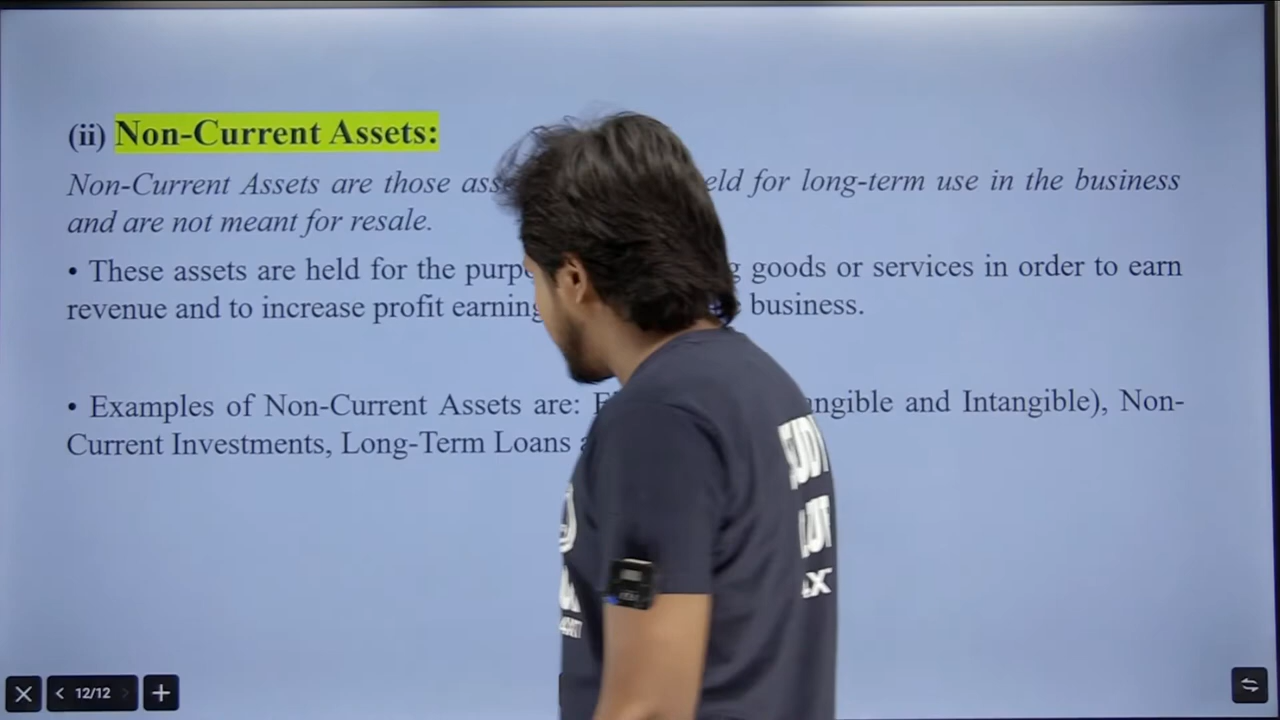 (ii) Non-Current Assets:
Non-Current Assets are those eld for long-term use in the business
and are not meant for resale.
• These assets are held for the goods or services in order to earn
revenue and to increase profit earning business.
• Examples of Non-Current Assets are: angible and Intangible), Non-
Current Investments, Long-Term Loans
12/12